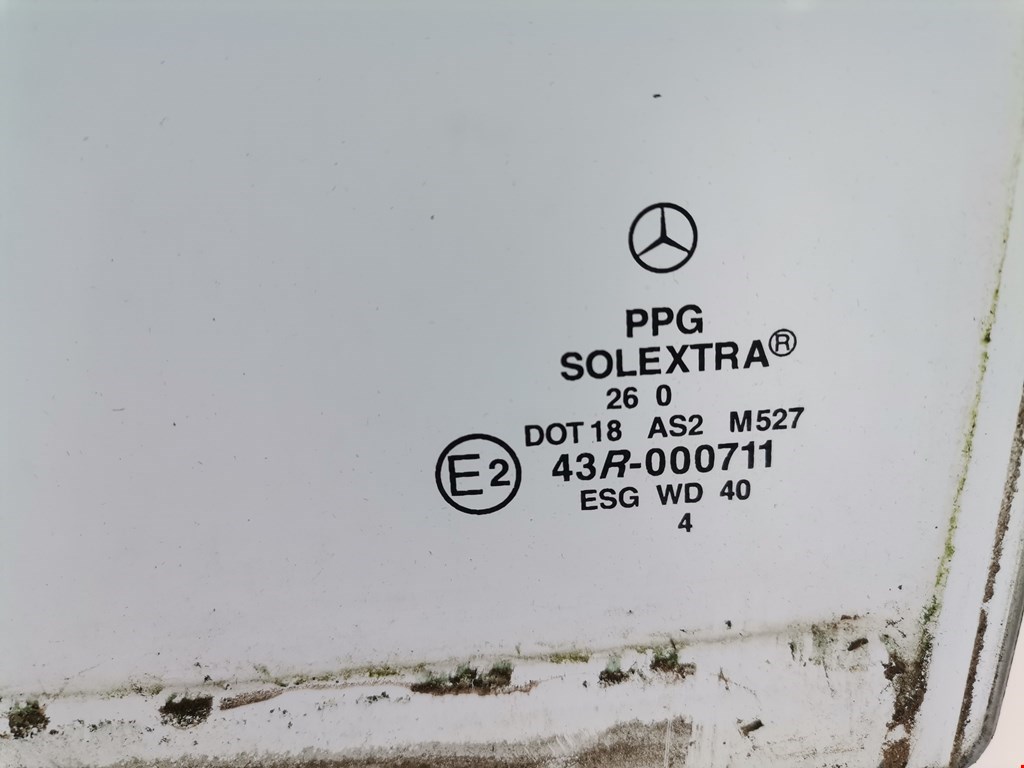 PPG
SOLEXTRA®
26 0
DOT 18 AS2 M527
E2 43R-000711
ESG WD 40
4